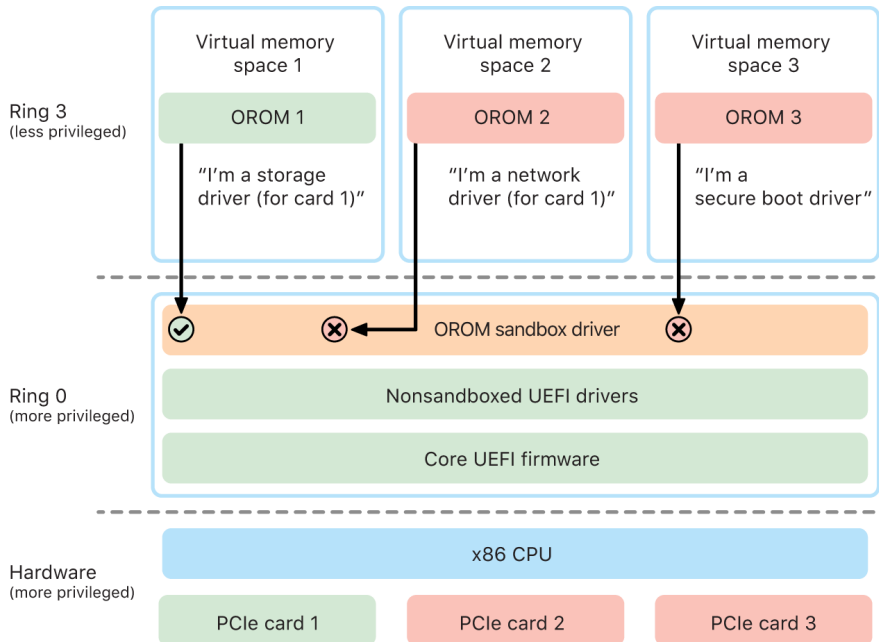 Virtual memory
space 1
Virtual memory
space 2
Virtual memory
space 3
Ring 3
(less privileged)
OROM 1
OROM 2
OROM 3
“I’m a storage
driver (for card 1)”
“I’m a network
driver (for card 1)”
“I’m a
secure boot driver”
OROM sandbox driver
Ring 0
(more privileged)
Nonsandboxed UEFI drivers
Core UEFI firmware
Hardware
(more privileged)
x86 CPU
PCIe card 1
PCIe card 2
PCIe card 3